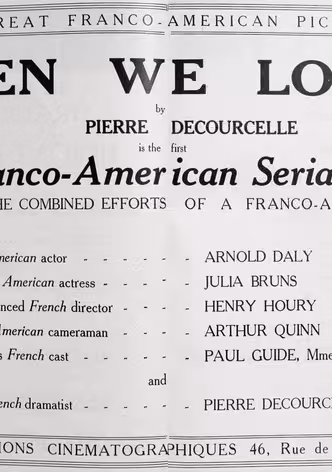 REAT FRANCO-AMERICAN PIC
EN WE LO
by
PIERRE DECOURCELLE
is the first
nco-American Seria
HE COMBINED EFFORTS OF A FRANCO-A
merican actor - - - - - - ARNOLD DALY
American actress - - - - - JULIA BRUNS
nced French director - - - - HENRY HOURY
merican cameraman - - - - ARTHUR QUINN
s French cast - - - - - PAUL GUIDE, Mme
and
ench dramatist - - - - - PIERRE DECOURC
IONS CINEMATOGRAPHIQUES 46, Rue de